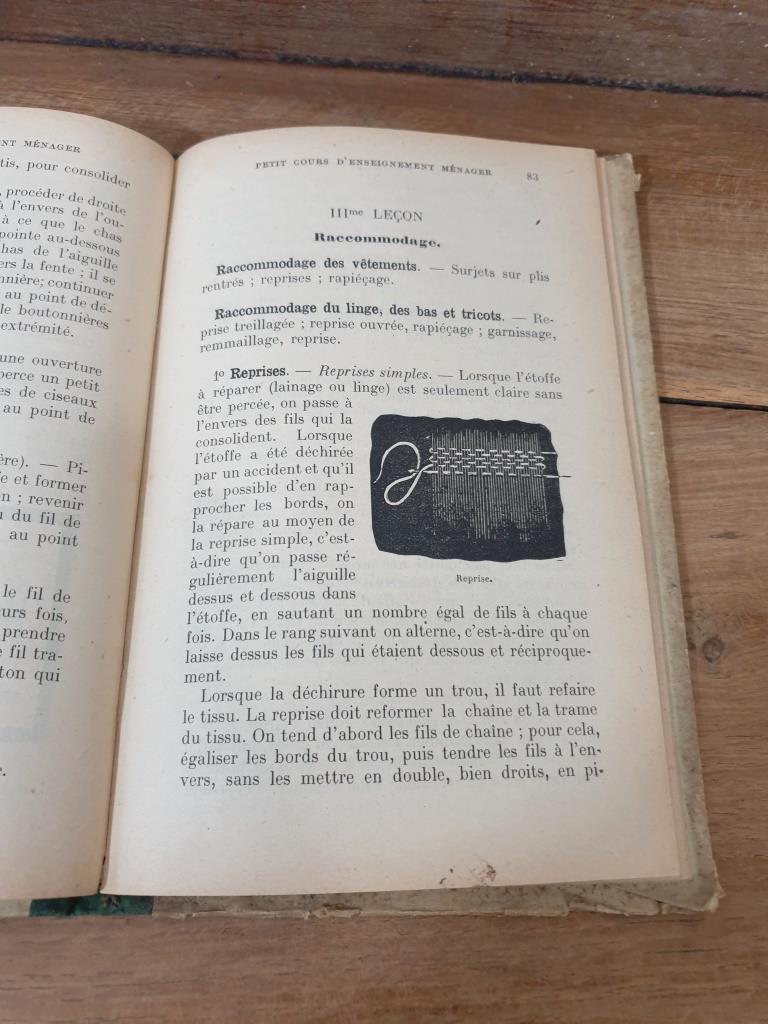 NT MÉNAGER
tis, pour consolider
, procéder de droite
à l'envers de l'ou-
à ce que le chas
pointe au-dessous
has de l'aiguille
ers la fente ; il se
nnière; continuer
au point de dé-
le boutonnières
extrémité.
une ouverture
perce un petit
es de ciseaux
au point de
ère). — Pi-
e et former
n ; revenir
u du fil de
au point
le fil de
urs fois,
prendre
fil tra-
ton qui
PETIT COURS D'ENSEIGNEMENT MÉNAGER 83
IIIme LEÇON
Raccommodage.
Raccommodage des vêtements. — Surjets sur plis
rentrés ; reprises ; rapiéçage.
Raccommodage du linge, des bas et tricots. — Re-
prise treillagée ; reprise ouvrée, rapiéçage ; garnissage,
remmaillage, reprise.
1º Reprises. — Reprises simples. — Lorsque l'étoffe
à réparer (lainage ou linge) est seulement claire sans
être percée, on passe à
l'envers des fils qui la
consolident. Lorsque
l'étoffe a été déchirée
par un accident et qu'il
est possible d'en rap-
procher les bords, on
la répare au moyen de
la reprise simple, c'est-
à-dire qu'on passe ré-
gulièrement l'aiguille
dessus et dessous dans
Reprise.
l'étoffe, en sautant un nombre égal de fils à chaque
fois. Dans le rang suivant on alterne, c'est-à-dire qu'on
laisse dessus les fils qui étaient dessous et réciproque-
ment.
Lorsque la déchirure forme un trou, il faut refaire
le tissu. La reprise doit reformer la chaîne et la trame
du tissu. On tend d'abord les fils de chaîne ; pour cela,
égaliser les bords du trou, puis tendre les fils à l'en-
vers, sans les mettre en double, bien droits, en pi-